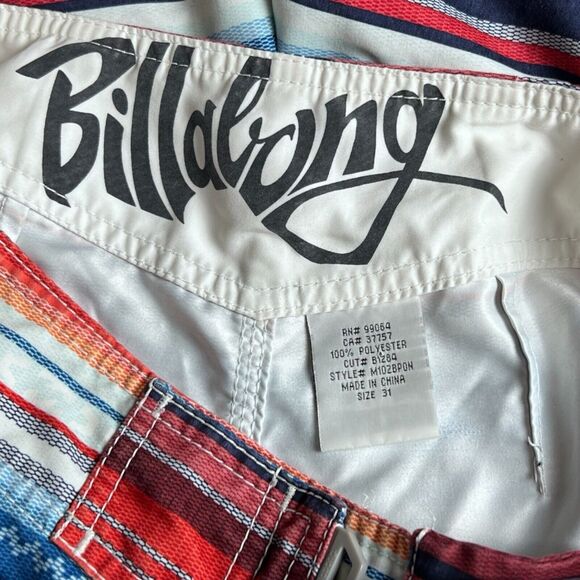 Billabong
RN# 99064
CA# 37757
100% POLYESTER
CUT# B1284
STYLE# M102BPON
MADE IN CHINA
SIZE 31